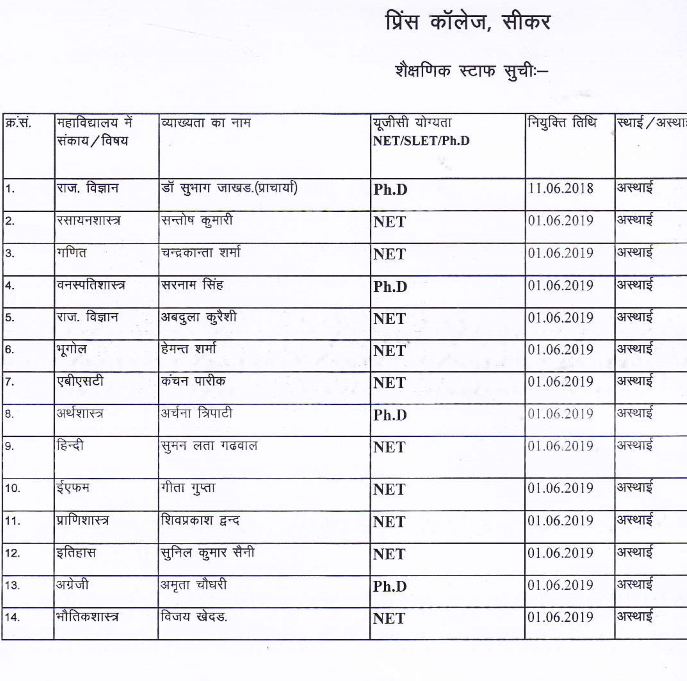 प्रिंस कॉलेज, सीकर
शैक्षणिक स्टाफ सुचीः–
क्र.सं. महाविद्यालय में संकाय/विषय व्याख्यता का नाम यूजीसी योग्यता NET/SLET/Ph.D नियुक्ति तिथि स्थाई/अस्थाई
1. राज. विज्ञान डॉ सुभाग जाखड.(प्राचार्या) Ph.D 11.06.2018 अस्थाई
2. रसायनशास्त्र सन्तोष कुमारी NET 01.06.2019 अस्थाई
3. गणित चन्द्रकान्ता शर्मा NET 01.06.2019 अस्थाई
4. वनस्पतिशास्त्र सरनाम सिंह Ph.D 01.06.2019 अस्थाई
5. राज. विज्ञान अबदुला कुरैशी NET 01.06.2019 अस्थाई
6. भूगोल हेमन्त शर्मा NET 01.06.2019 अस्थाई
7. एबीएसटी कंचन पारीक NET 01.06.2019 अस्थाई
8. अर्थशास्त्र अर्चना त्रिपाटी Ph.D 01.06.2019 अस्थाई
9. हिन्दी सुमन लता गढवाल NET 01.06.2019 अस्थाई
10. ईएफम गीता गुप्ता NET 01.06.2019 अस्थाई
11. प्राणिशास्त्र शिवप्रकाश द्वन्द NET 01.06.2019 अस्थाई
12. इतिहास सुनिल कुमार सैनी NET 01.06.2019 अस्थाई
13. अग्रेजी अमृता चौधरी Ph.D 01.06.2019 अस्थाई
14. भौतिकशास्त्र विजय खेदड. NET 01.06.2019 अस्थाई